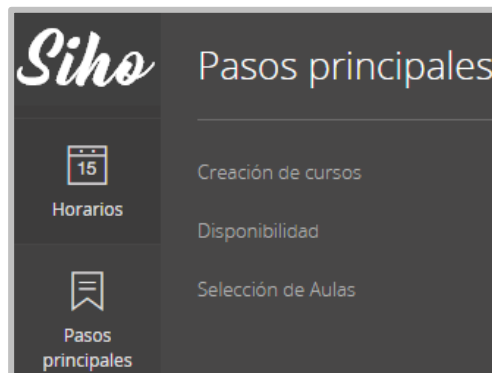 Siho
Pasos principales
15
Horarios
Pasos
principales
Creación de cursos
Disponibilidad
Selección de Aulas